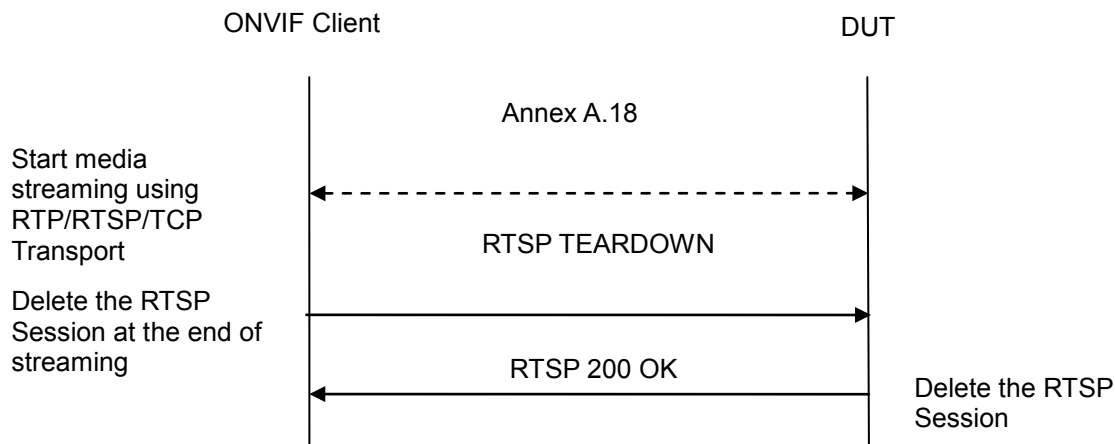 ONVIF Client
DUT
Annex A.18
Start media
streaming using
RTP/RTSP/TCP
Transport
RTSP TEARDOWN
Delete the RTSP
Session at the end of
streaming
RTSP 200 OK
Delete the RTSP
Session